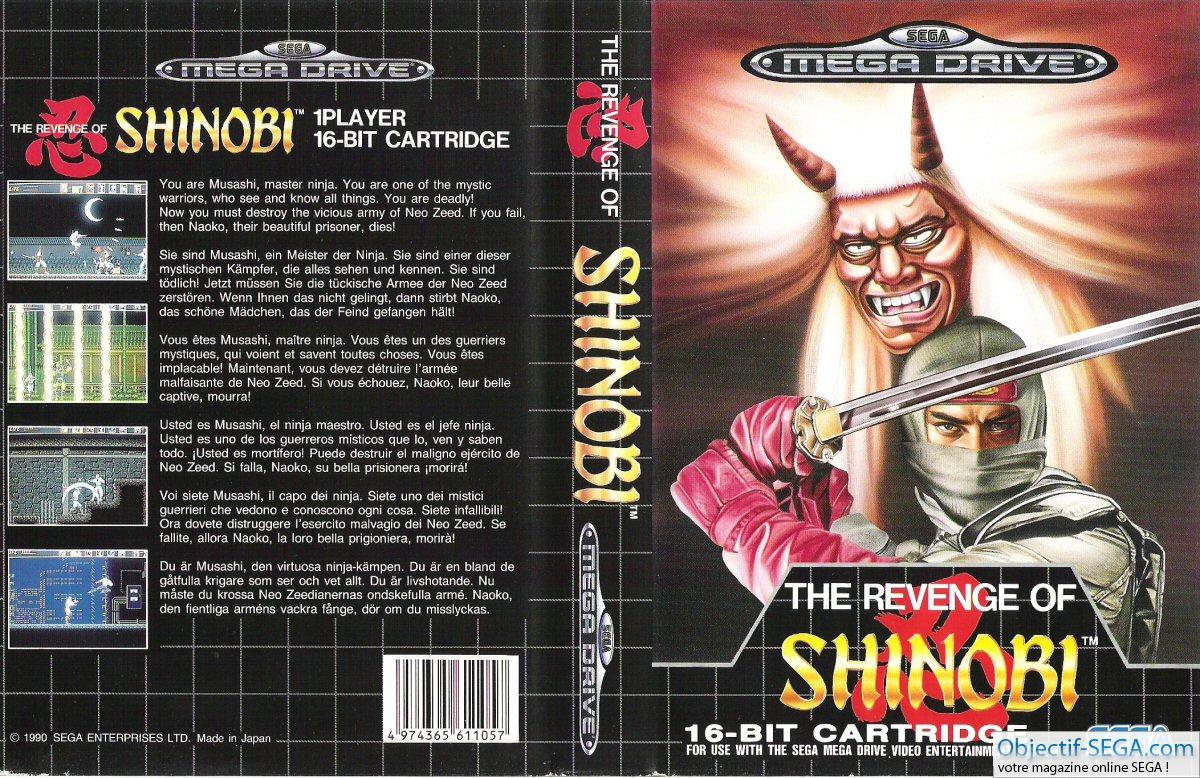 SEGA
MEGA DRIVE
THE REVENGE OF
忍
SHINOBI™
1PLAYER
16-BIT CARTRIDGE
You are Musashi, master ninja. You are one of the mystic
warriors, who see and know all things. You are deadly!
Now you must destroy the vicious army of Neo Zeed. If you fail,
then Naoko, their beautiful prisoner, dies!
Sie sind Musashi, ein Meister der Ninja. Sie sind einer dieser
mystischen Kämpfer, die alles sehen und kennen. Sie sind
tödlich! Jetzt müssen Sie die tückische Armee der Neo Zeed
zerstören. Wenn Ihnen das nicht gelingt, dann stirbt Naoko,
das schöne Mädchen, das der Feind gefangen hält!
Vous êtes Musashi, maître ninja. Vous êtes un des guerriers
mystiques, qui voient et savent toutes choses. Vous êtes
implacable! Maintenant, vous devez détruire l'armée
malfaisante de Neo Zeed. Si vous échouez, Naoko, leur belle
captive, mourra!
Usted es Musashi, el ninja maestro. Usted es el jefe ninja.
Usted es uno de los guerreros místicos que lo, ven y saben
todo. ¡Usted es mortífero! Puede destruir el maligno ejército de
Neo Zeed. Si falla, Naoko, su bella prisionera ¡morirá!
Voi siete Musashi, il capo dei ninja. Siete uno dei mistici
guerrieri che vedono e conoscono ogni cosa. Siete infallibili!
Ora dovete distruggere l'esercito malvagio dei Neo Zeed. Se
fallite, allora Naoko, la loro bella prigioniera, morirà!
Du är Musashi, den virtuosa ninja-kämpen. Du är en bland de
gåtfulla krigare som ser och vet allt. Du är livshotande. Nu
måste du krossa Neo Zeedianernas ondskefulla armé. Naoko,
den fientliga arméns vackra fånge, dör om du misslyckas.
4 974365 611057
© 1990 SEGA ENTERPRISES LTD. Made in Japan
THE REVENGE OF
忍
SHINOBI™
SEGA
MEGA DRIVE
SEGA
MEGA DRIVE
THE REVENGE OF
忍
SHINOBI™
16-BIT CARTRIDGE
FOR USE WITH THE SEGA MEGA DRIVE VIDEO
SEGA®
Objectif-SEGA.com
votre magazine online SEGA !